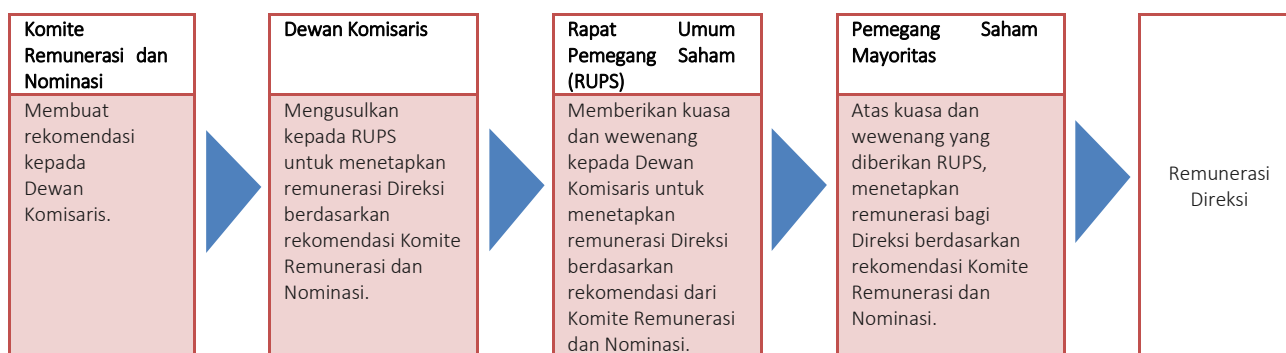 Komite
Remunerasi dan
Nominasi
Membuat
rekomendasi
kepada
Dewan
Komisaris.
Dewan Komisaris
Mengusulkan
kepada RUPS
untuk menetapkan
remunerasi Direksi
berdasarkan
rekomendasi Komite
Remunerasi dan
Nominasi.
Rapat Umum
Pemegang Saham
(RUPS)
Memberikan kuasa
dan wewenang
kepada Dewan
Komisaris untuk
menetapkan
remunerasi Direksi
berdasarkan
rekomendasi dari
Komite Remunerasi
dan Nominasi.
Pemegang Saham
Mayoritas
Atas kuasa dan
wewenang yang
diberikan RUPS,
menetapkan
remunerasi bagi
Direksi berdasarkan
rekomendasi Komite
Remunerasi dan
Nominasi.
Remunerasi
Direksi